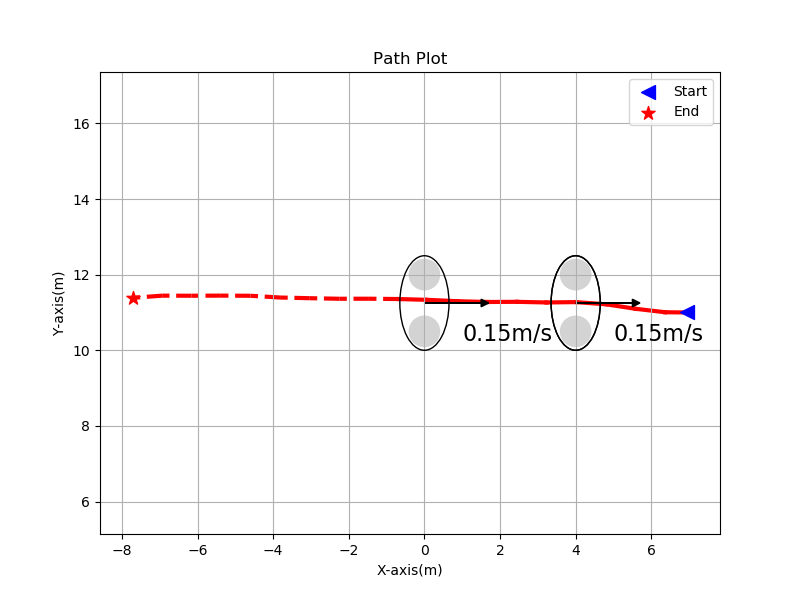 Path Plot
Start
End
16
14
12
10
8
6
Y-axis(m)
0.15m/s
0.15m/s
−8
−6
−4
−2
0
2
4
6
X-axis(m)